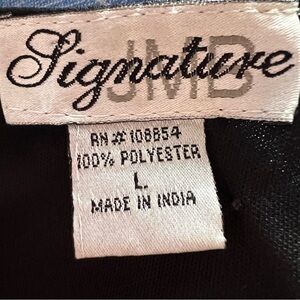 Signature
JMB
RN# 108854
100% POLYESTER
L
MADE IN INDIA